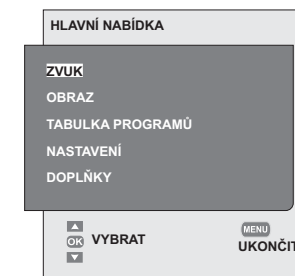 HLAVNÍ NABÍDKA
ZVUK
OBRAZ
TABULKA PROGRAMŮ
NASTAVENÍ
DOPLŇKY
OK VYBRAT
MENU
UKONČIT